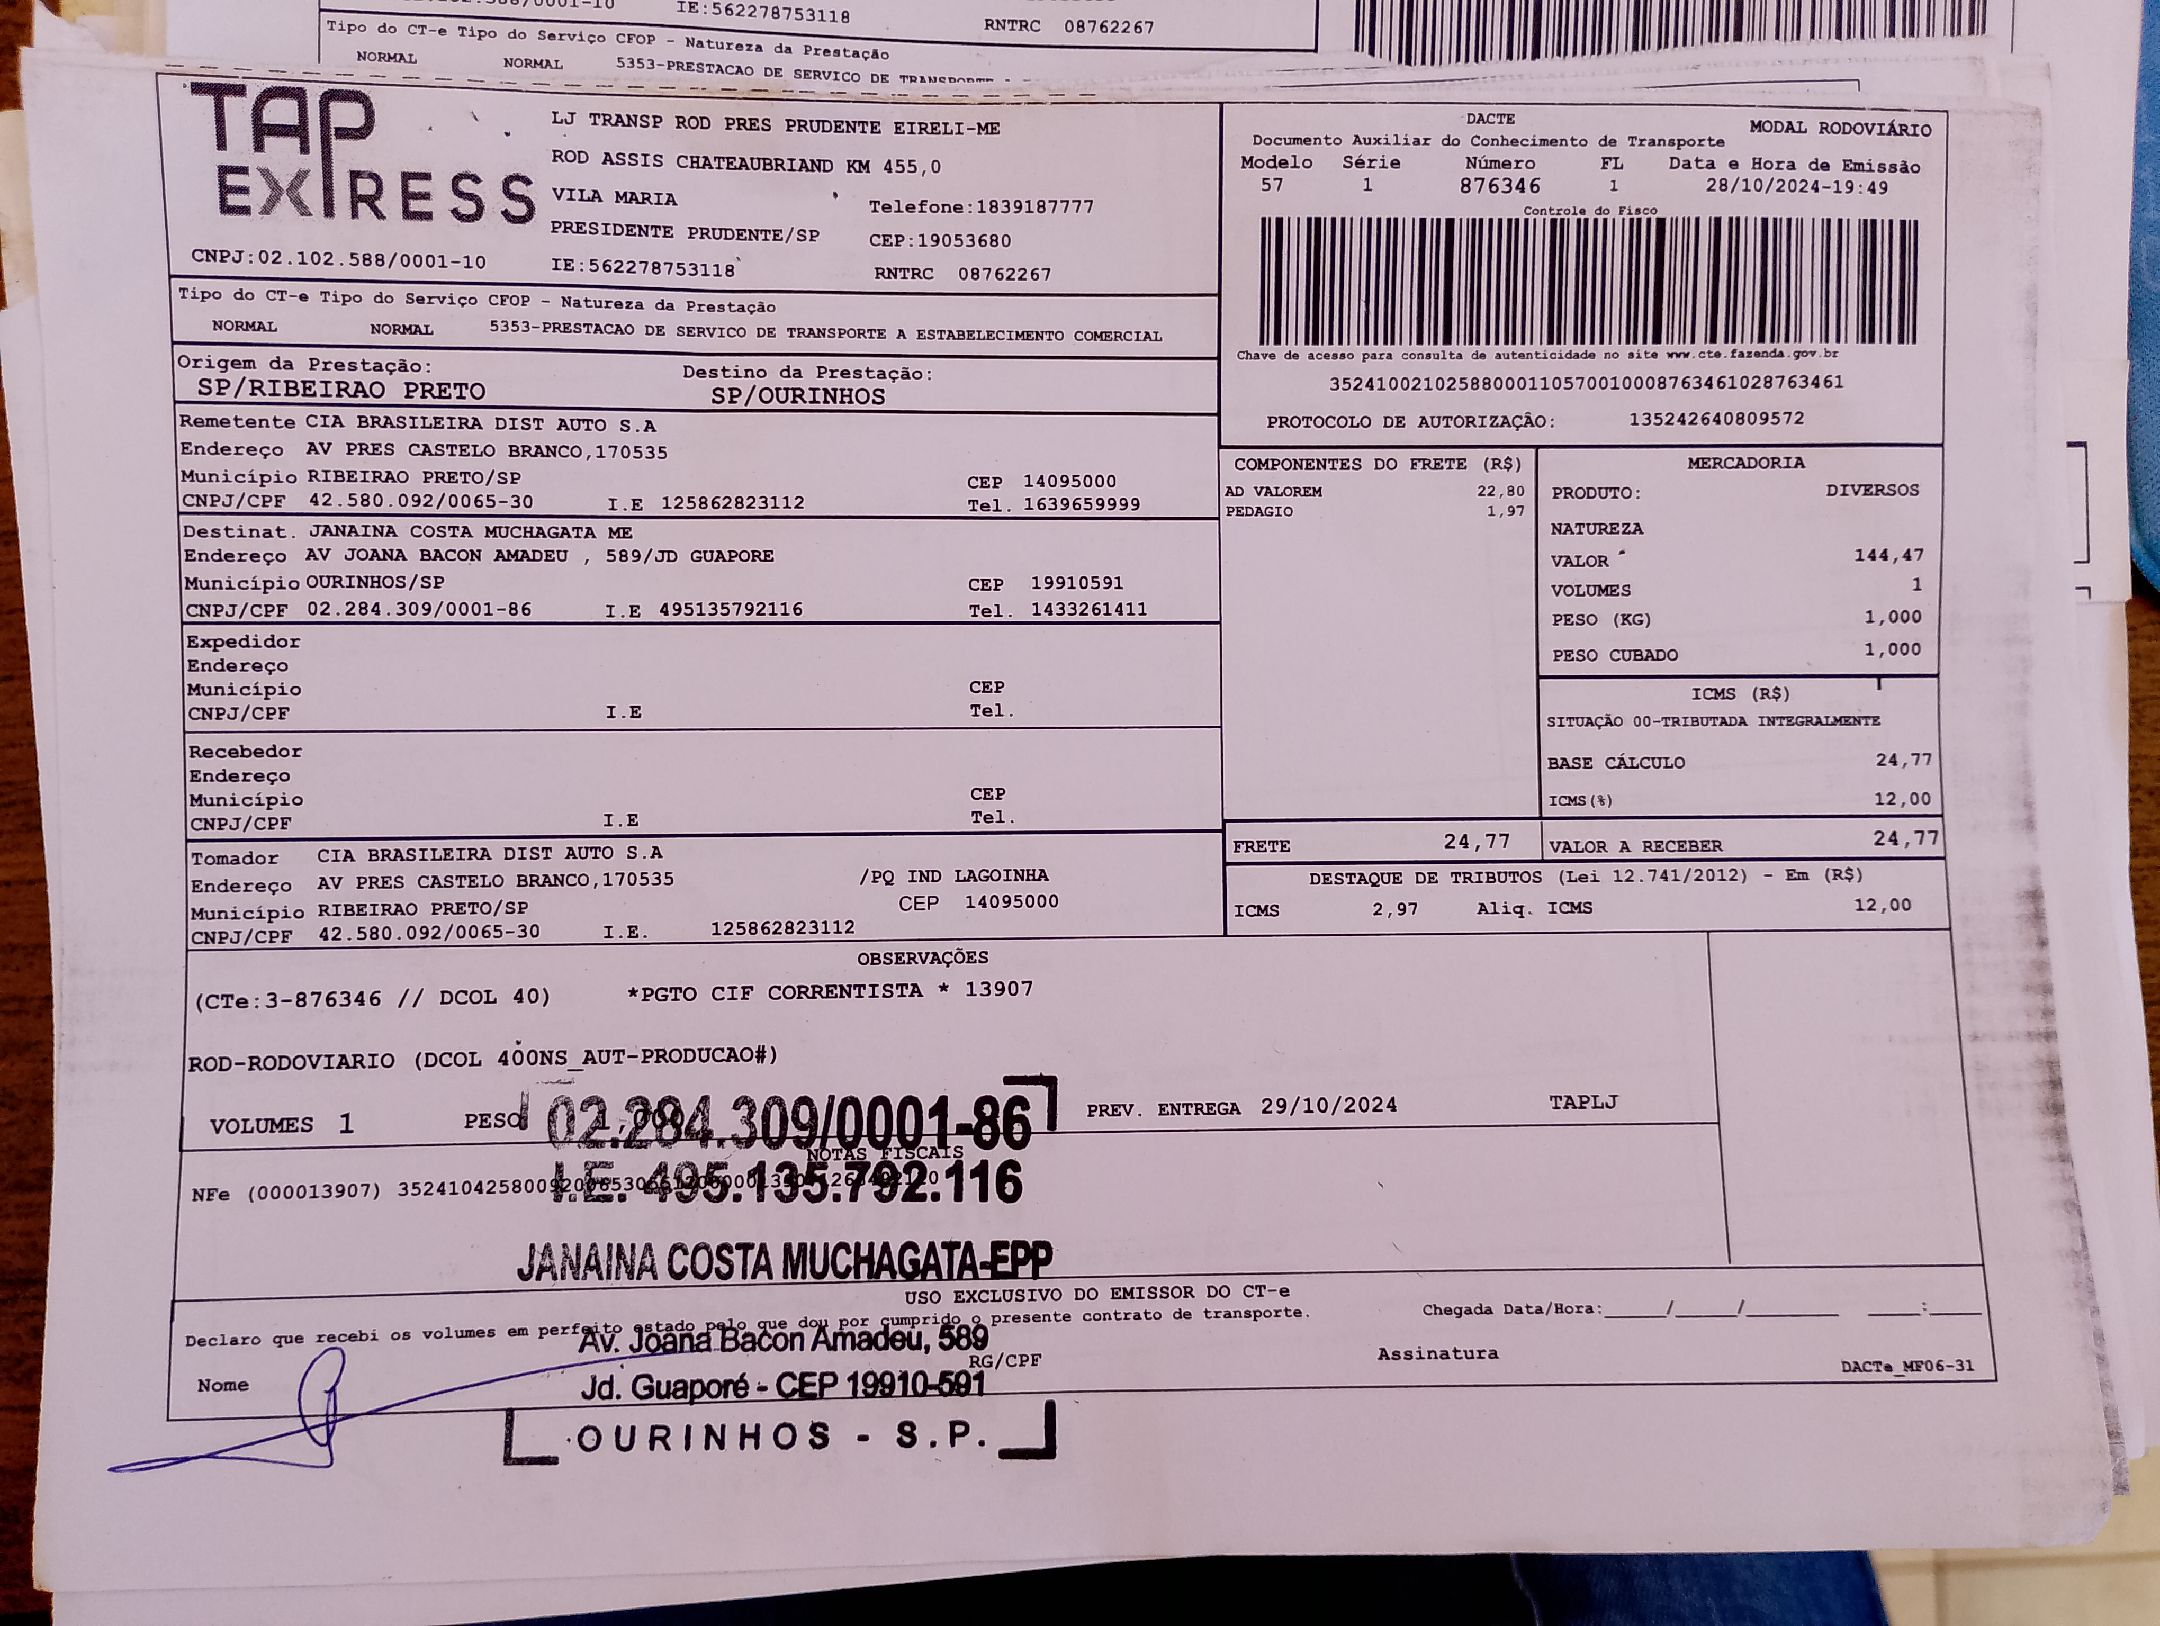 IE:562278753118
RNTRC 08762267
Tipo do CT-e Tipo do Serviço CFOP - Natureza da Prestação
NORMAL NORMAL 5353-PRESTACAO DE SERVICO DE TRANSPORTE
TAP EXPRESS
LJ TRANSP ROD PRES PRUDENTE EIRELI-ME
ROD ASSIS CHATEAUBRIAND KM 455,0
VILA MARIA Telefone:1839187777
PRESIDENTE PRUDENTE/SP CEP:19053680
CNPJ:02.102.588/0001-10 IE:562278753118 RNTRC 08762267
DACTE MODAL RODOVIÁRIO
Documento Auxiliar do Conhecimento de Transporte
Modelo Série Número FL Data e Hora de Emissão
57 1 876346 1 28/10/2024-19:49
Controle do Fisco
Chave de acesso para consulta de autenticidade no site www.cte.fazenda.gov.br
35241002102588000110570010008763461028763461
PROTOCOLO DE AUTORIZAÇÃO: 135242640809572
Tipo do CT-e Tipo do Serviço CFOP - Natureza da Prestação
NORMAL NORMAL 5353-PRESTACAO DE SERVICO DE TRANSPORTE A ESTABELECIMENTO COMERCIAL
Origem da Prestação: Destino da Prestação:
SP/RIBEIRAO PRETO SP/OURINHOS
Remetente CIA BRASILEIRA DIST AUTO S.A
Endereço AV PRES CASTELO BRANCO,170535
Município RIBEIRAO PRETO/SP CEP 14095000
CNPJ/CPF 42.580.092/0065-30 I.E 125862823112 Tel. 1639659999
Destinat. JANAINA COSTA MUCHAGATA ME
Endereço AV JOANA BACON AMADEU , 589/JD GUAPORE
Município OURINHOS/SP CEP 19910591
CNPJ/CPF 02.284.309/0001-86 I.E 495135792116 Tel. 1433261411
Expedidor
Endereço
Município CEP
CNPJ/CPF I.E Tel.
Recebedor
Endereço
Município CEP
CNPJ/CPF I.E Tel.
Tomador CIA BRASILEIRA DIST AUTO S.A
Endereço AV PRES CASTELO BRANCO,170535 /PQ IND LAGOINHA
Município RIBEIRAO PRETO/SP CEP 14095000
CNPJ/CPF 42.580.092/0065-30 I.E. 125862823112
COMPONENTES DO FRETE (R$)
AD VALOREM 22,80
PEDAGIO 1,97
MERCADORIA
PRODUTO: DIVERSOS
NATUREZA
VALOR 144,47
VOLUMES 1
PESO (KG) 1,000
PESO CUBADO 1,000
ICMS (R$)
SITUAÇÃO 00-TRIBUTADA INTEGRALMENTE
BASE CÁLCULO 24,77
ICMS(%) 12,00
FRETE 24,77 VALOR A RECEBER 24,77
DESTAQUE DE TRIBUTOS (Lei 12.741/2012) - Em (R$)
ICMS 2,97 Aliq. ICMS 12,00
OBSERVAÇÕES
(CTe:3-876346 // DCOL 40) *PGTO CIF CORRENTISTA * 13907
ROD-RODOVIARIO (DCOL 400NS_AUT-PRODUCAO#)
VOLUMES 1 PESO PREV. ENTREGA 29/10/2024 TAPLJ
02.284.309/0001-86
NOTAS FISCAIS
NFe (000013907)
I.E. 495.135.792.116
JANAINA COSTA MUCHAGATA-EPP
USO EXCLUSIVO DO EMISSOR DO CT-e
Declaro que recebi os volumes em perfeito estado pelo que dou por cumprido o presente contrato de transporte. Chegada Data/Hora:_____/_____/_______ ____:____
Av. Joana Bacon Amadeu, 589
Nome RG/CPF Assinatura DACTe_MF06-31
Jd. Guaporé - CEP 19910-591
OURINHOS - S.P.